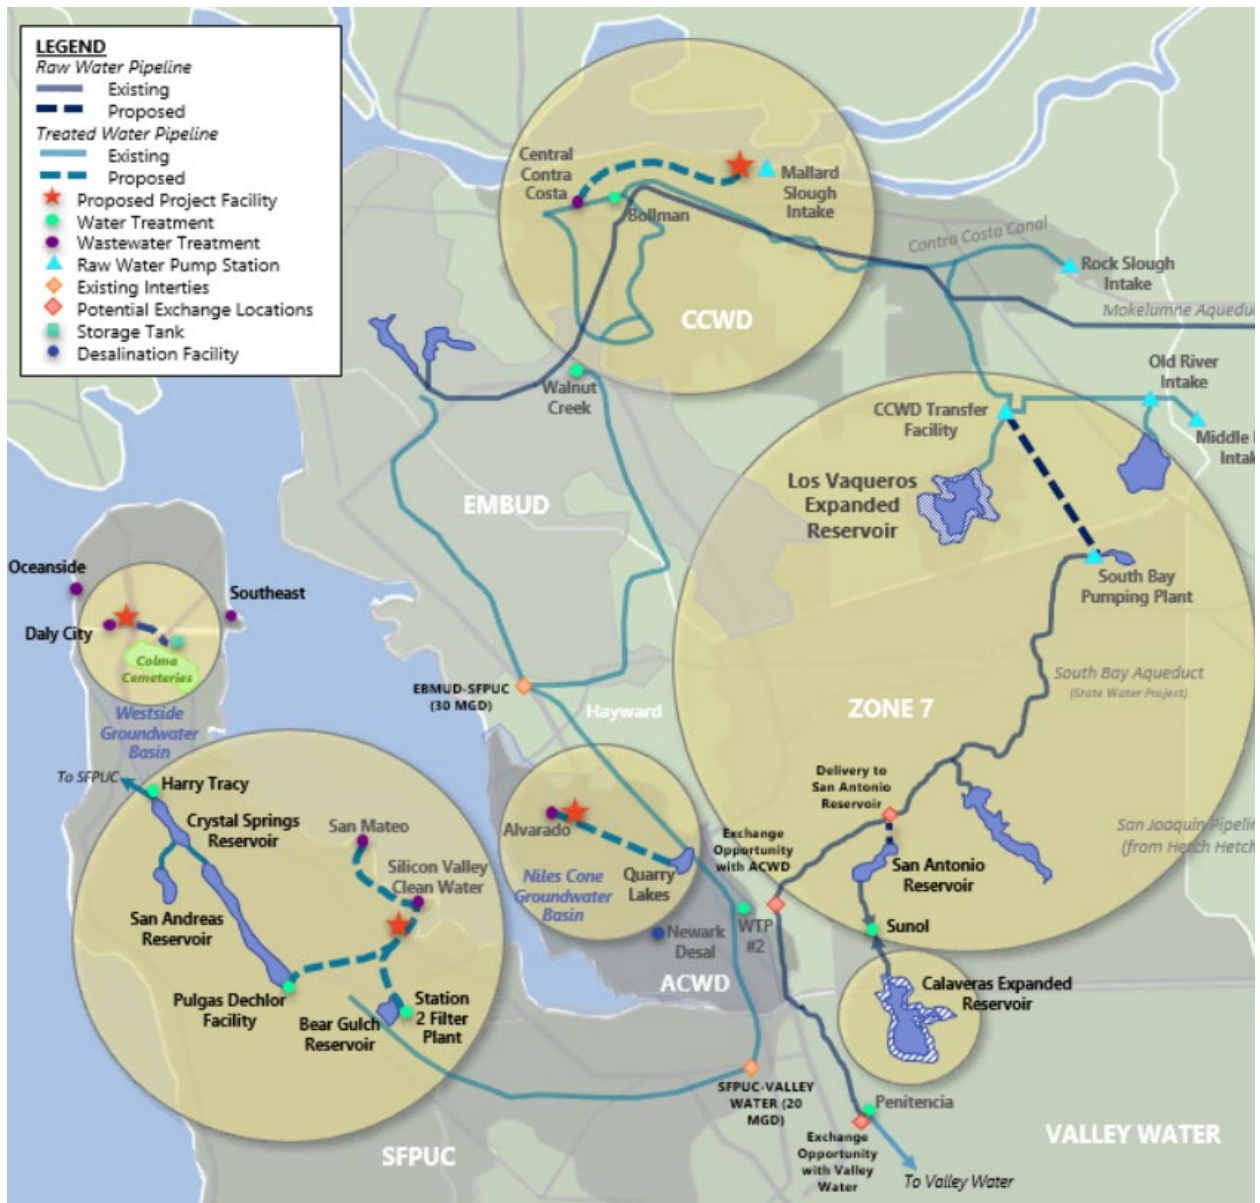 LEGEND
Raw Water Pipeline
Existing
Proposed
Treated Water Pipeline
Existing
Proposed
Proposed Project Facility
Water Treatment
Wastewater Treatment
Raw Water Pump Station
Existing Interties
Potential Exchange Locations
Storage Tank
Desalination Facility
Central
Contra
Costa
Mallard
Slough
Intake
Bollman
Contra Costa Canal
Rock Slough
Intake
Mokelumne Aqueduc
CCWD
Walnut
Creek
Old River
Intake
CCWD Transfer
Facility
Middle
Intak
Los Vaqueros
Expanded
Reservoir
EMBUD
South Bay
Pumping Plant
Oceanside
Southeast
Daly City
Colma
Cemeteries
Westside
Groundwater
Basin
EBMUD-SFPUC
(30 MGD)
Hayward
South Bay Aqueduct
(State Water Project)
ZONE 7
To SFPUC
Harry Tracy
Crystal Springs
Reservoir
San Mateo
Silicon Valley
Clean Water
San Andreas
Reservoir
Pulgas Dechlor
Facility
Bear Gulch
Reservoir
Station
2 Filter
Plant
SFPUC
Alvarado
Niles Cone
Groundwater
Basin
Quarry
Lakes
Newark
Desal
WTP
#2
ACWD
Exchange
Opportunity
with ACWD
Delivery to
San Antonio
Reservoir
San Joaquin Pipelin
(from Hetch Hetch
San Antonio
Reservoir
Sunol
Calaveras Expanded
Reservoir
SFPUC-VALLEY
WATER (20
MGD)
Penitencia
Exchange
Opportunity
with Valley
Water
To Valley Water
VALLEY WATER